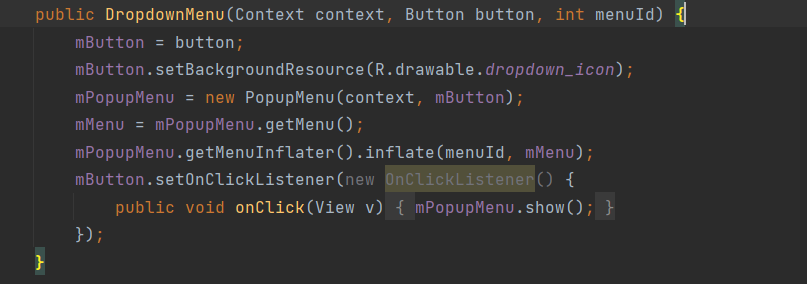 public DropdownMenu(Context context, Button button, int menuId) {
mButton = button;
mButton.setBackgroundResource(R.drawable.dropdown_icon);
mPopupMenu = new PopupMenu(context, mButton);
mMenu = mPopupMenu.getMenu();
mPopupMenu.getMenuInflater().inflate(menuId, mMenu);
mButton.setOnClickListener(new OnClickListener() {
public void onClick(View v) { mPopupMenu.show(); }
});
}